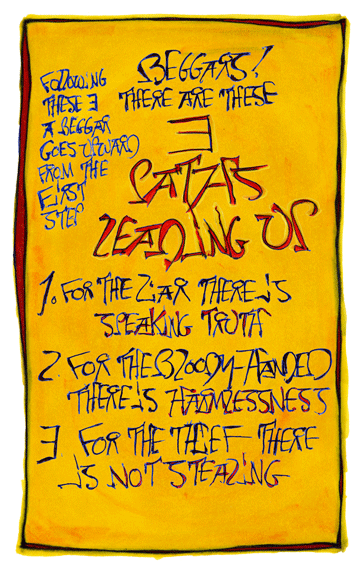 BEGGARS!
THERE ARE THESE
3
PATHS
LEADING UP
FOLLOWING
THESE 3
A BEGGAR
GOES UPWARD
FROM THE
FIRST
STEP
1. FOR THE LIAR THERE IS
SPEAKING TRUTH
2. FOR THE BLOODY-HANDED
THERE IS HARMLESSNESS
3 FOR THE THIEF THERE
IS NOT STEALING